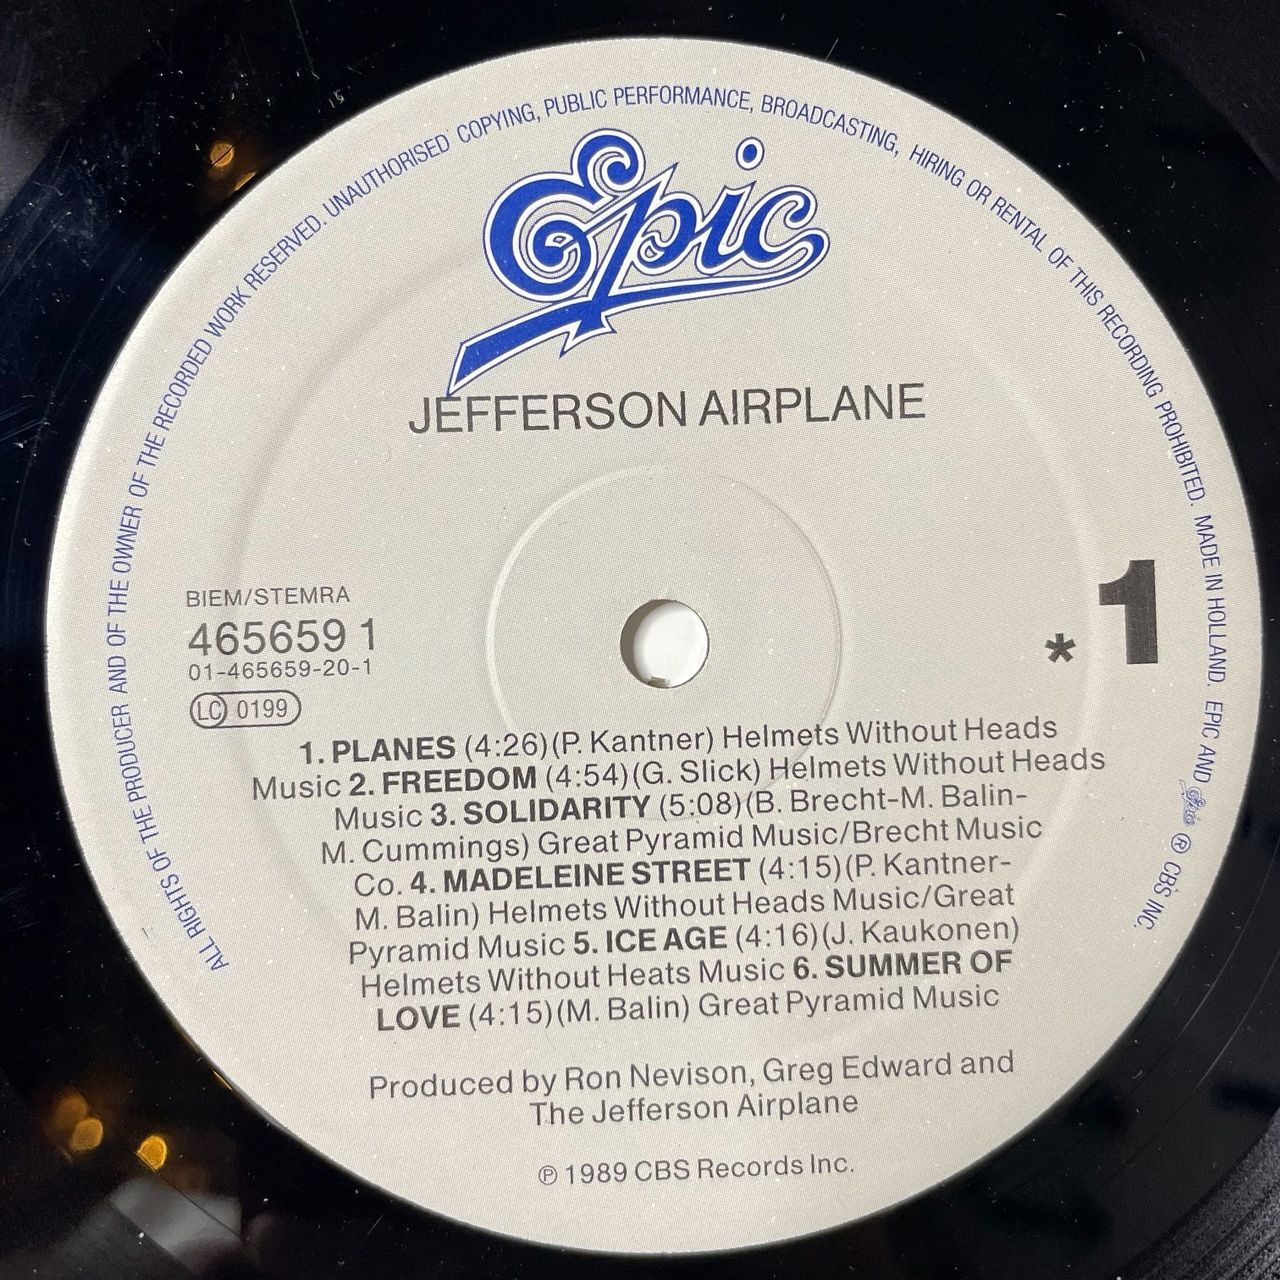 ALL RIGHTS OF THE PRODUCER AND OF THE OWNER OF THE RECORDED WORK RESERVED. UNAUTHORISED COPYING, PUBLIC PERFORMANCE, BROADCASTING, HIRING OR RENTAL OF THIS RECORDING PROHIBITED. MADE IN HOLLAND. EPIC AND Epic ® CBS INC.
Epic
JEFFERSON AIRPLANE
BIEM/STEMRA
465659 1
01-465659-20-1
LC 0199
* 1
1. PLANES (4:26)(P. Kantner) Helmets Without Heads
Music 2. FREEDOM (4:54)(G. Slick) Helmets Without Heads
Music 3. SOLIDARITY (5:08)(B. Brecht-M. Balin-
M. Cummings) Great Pyramid Music/Brecht Music
Co. 4. MADELEINE STREET (4:15)(P. Kantner-
M. Balin) Helmets Without Heads Music/Great
Pyramid Music 5. ICE AGE (4:16)(J. Kaukonen)
Helmets Without Heats Music 6. SUMMER OF
LOVE (4:15)(M. Balin) Great Pyramid Music
Produced by Ron Nevison, Greg Edward and
The Jefferson Airplane
℗ 1989 CBS Records Inc.